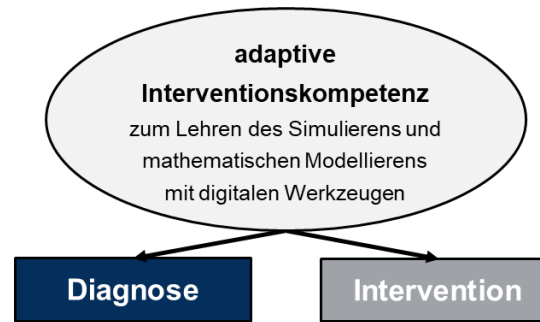 adaptive
Interventionskompetenz
zum Lehren des Simulierens und
mathematischen Modellierens
mit digitalen Werkzeugen
Diagnose
Intervention